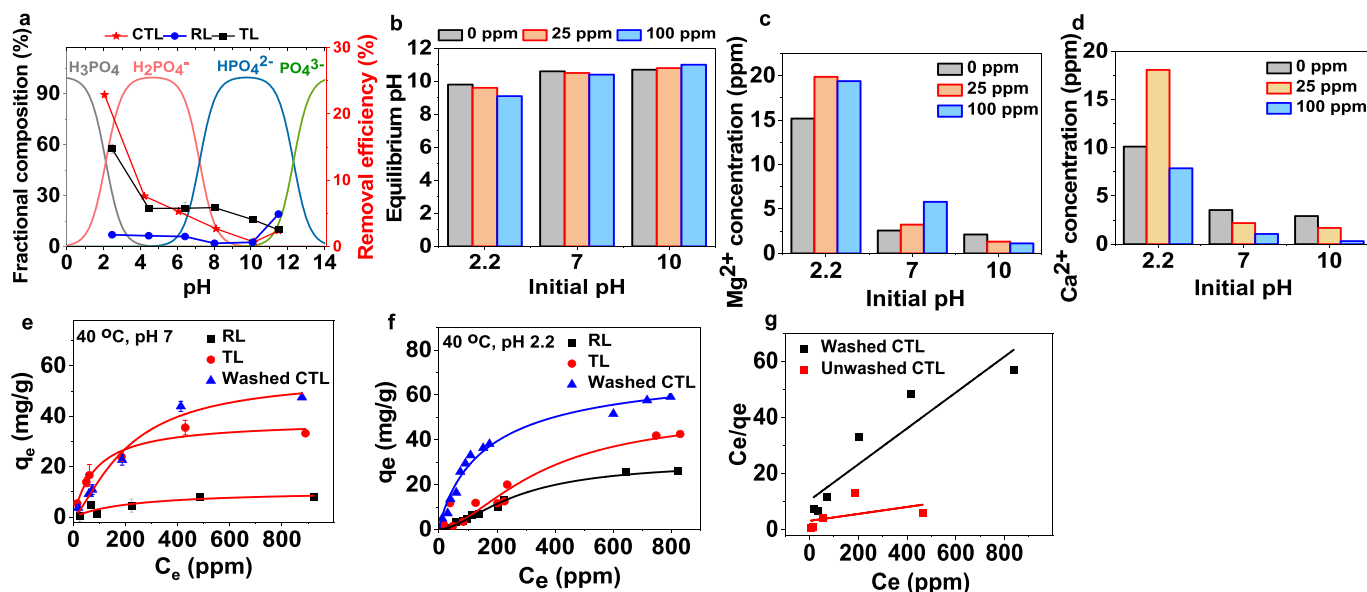 a
CTL RL TL
H3PO4 H2PO4- HPO42- PO43-
Fractional composition (%)
90
60
30
0
Removal efficiency (%)
30
25
20
15
10
5
0
0 2 4 6 8 10 12 14
pH
b
0 ppm 25 ppm 100 ppm
Equilibrium pH
12
10
8
6
4
2
0
2.2 7 10
Initial pH
c
Mg2+ concentration (ppm)
20
15
10
5
0
0 ppm
25 ppm
100 ppm
2.2 7 10
Initial pH
d
Ca2+ concentration (ppm)
20
15
10
5
0
0 ppm
25 ppm
100 ppm
2.2 7 10
Initial pH
e
40 oC, pH 7
RL
TL
Washed CTL
qe (mg/g)
60
40
20
0
0 200 400 600 800
Ce (ppm)
f
40 oC, pH 2.2
RL
TL
Washed CTL
qe (mg/g)
80
60
40
20
0
0 200 400 600 800
Ce (ppm)
g
Washed CTL
Unwashed CTL
Ce/qe
60
40
20
0
0 200 400 600 800
Ce (ppm)